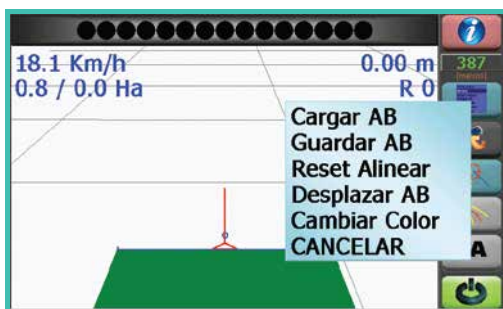 18.1 Km/h
0.00 m
387
0.8 / 0.0 Ha
R 0
Cargar AB
Guardar AB
Reset Alinear
Desplazar AB
Cambiar Color
CANCELAR
A